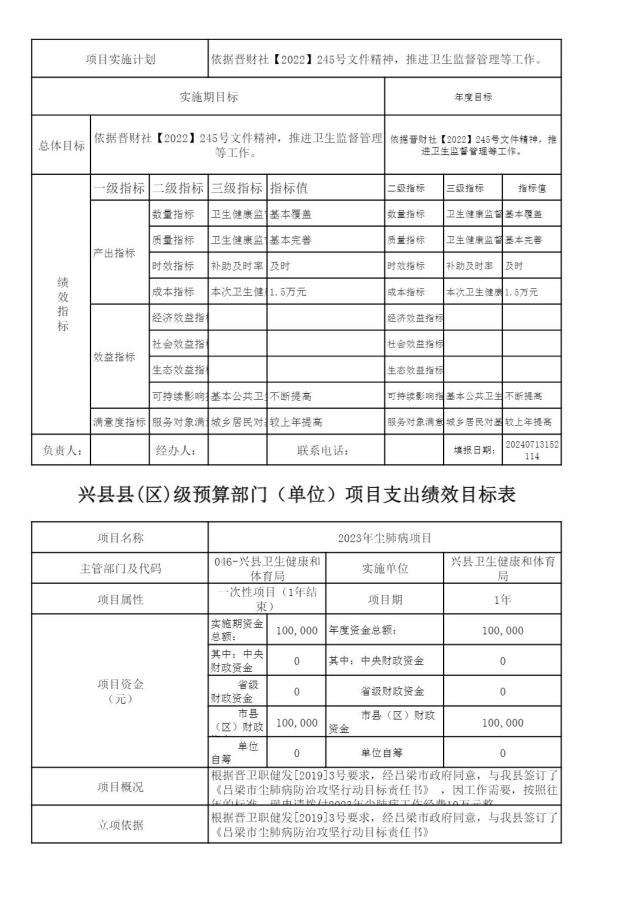 项目实施计划 依据晋财社【2022】245号文件精神，推进卫生监督管理等工作。
实施期目标 年度目标
总体目标 依据晋财社【2022】245号文件精神，推进卫生监督管理等工作。 依据晋财社【2022】245号文件精神，推进卫生监督管理等工作。
绩效指标 一级指标 二级指标 三级指标 指标值 二级指标 三级指标 指标值
产出指标 数量指标 卫生健康监 基本覆盖 数量指标 卫生健康监督 基本覆盖
质量指标 卫生健康监 基本完善 质量指标 卫生健康监督 基本完善
时效指标 补助及时率 及时 时效指标 补助及时率 及时
成本指标 本次卫生健 1.5万元 成本指标 本次卫生健康 1.5万元
效益指标 经济效益指 经济效益指标
社会效益指 社会效益指标
生态效益指 生态效益指标
可持续影响 基本公共卫 不断提高 可持续影响指 基本公共卫生 不断提高
满意度指标 服务对象满 城乡居民对 较上年提高 服务对象满意 城乡居民对基 较上年提高
负责人： 经办人： 联系电话： 填报日期： 20240713152114
兴县县(区)级预算部门（单位）项目支出绩效目标表
项目名称 2023年尘肺病项目
主管部门及代码 046-兴县卫生健康和体育局 实施单位 兴县卫生健康和体育局
项目属性 一次性项目（1年结束） 项目期 1年
项目资金（元） 实施期资金总额： 100,000 年度资金总额： 100,000
其中：中央财政资金 0 其中：中央财政资金 0
省级财政资金 0 省级财政资金 0
市县（区）财政 100,000 市县（区）财政资金 100,000
单位自筹 0 单位自筹 0
项目概况 根据晋卫职健发[2019]3号要求，经吕梁市政府同意，与我县签订了
《吕梁市尘肺病防治攻坚行动目标责任书》，因工作需要，按照往
年的标准，现申请拨付2023年尘肺病工作经费10万元整
立项依据 根据晋卫职健发[2019]3号要求，经吕梁市政府同意，与我县签订了
《吕梁市尘肺病防治攻坚行动目标责任书》